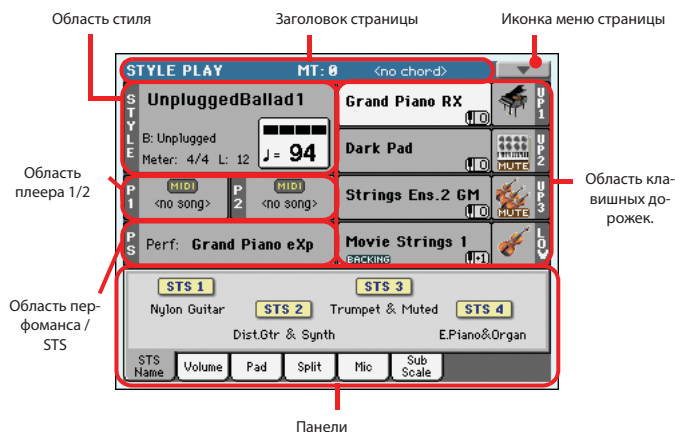 Область стиля
Заголовок страницы
Иконка меню страницы
STYLE PLAY MT: 0 <no chord>
STYLE
UnpluggedBallad1
B: Unplugged
Meter: 4/4 L: 12
♩= 94
Grand Piano RX
0
UP1
Dark Pad
0
MUTE
UP2
Область
плеера 1/2
P1
MIDI
<no song>
P2
MIDI
<no song>
Strings Ens.2 GM
0
MUTE
UP3
Область кла-
вишных до-
рожек.
PS
Perf: Grand Piano eXp
Movie Strings 1
BACKING
+1
LOW
Область пер-
фоманса /
STS
STS 1
Nylon Guitar
STS 2
Dist.Gtr & Synth
STS 3
Trumpet & Muted
STS 4
E.Piano&Organ
STS
Name
Volume
Pad
Split
Mic
Sub
Scale
Панели